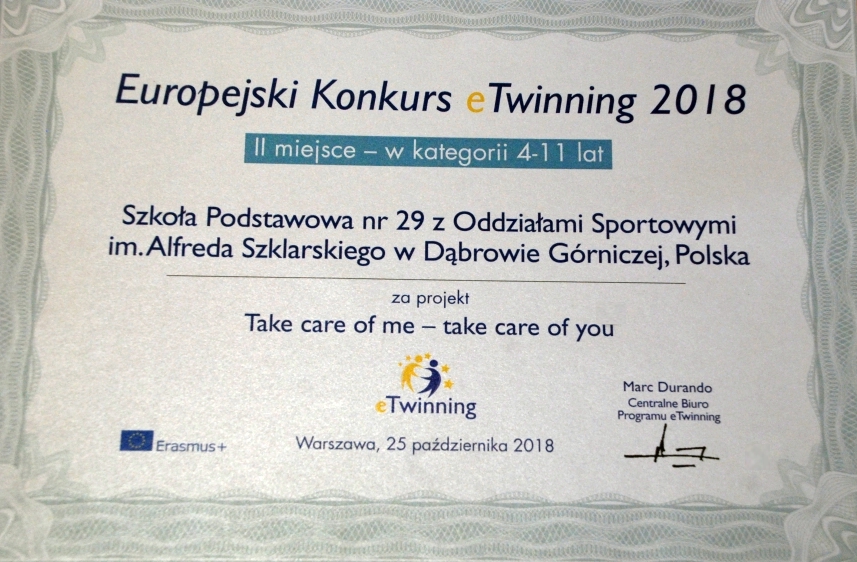 Europejski Konkurs eTwinning 2018
II miejsce – w kategorii 4-11 lat
Szkoła Podstawowa nr 29 z Oddziałami Sportowymi
im. Alfreda Szklarskiego w Dąbrowie Górniczej, Polska
za projekt
Take care of me – take care of you
eTwinning
Marc Durando
Centralne Biuro
Programu eTwinning
Erasmus+
Warszawa, 25 października 2018